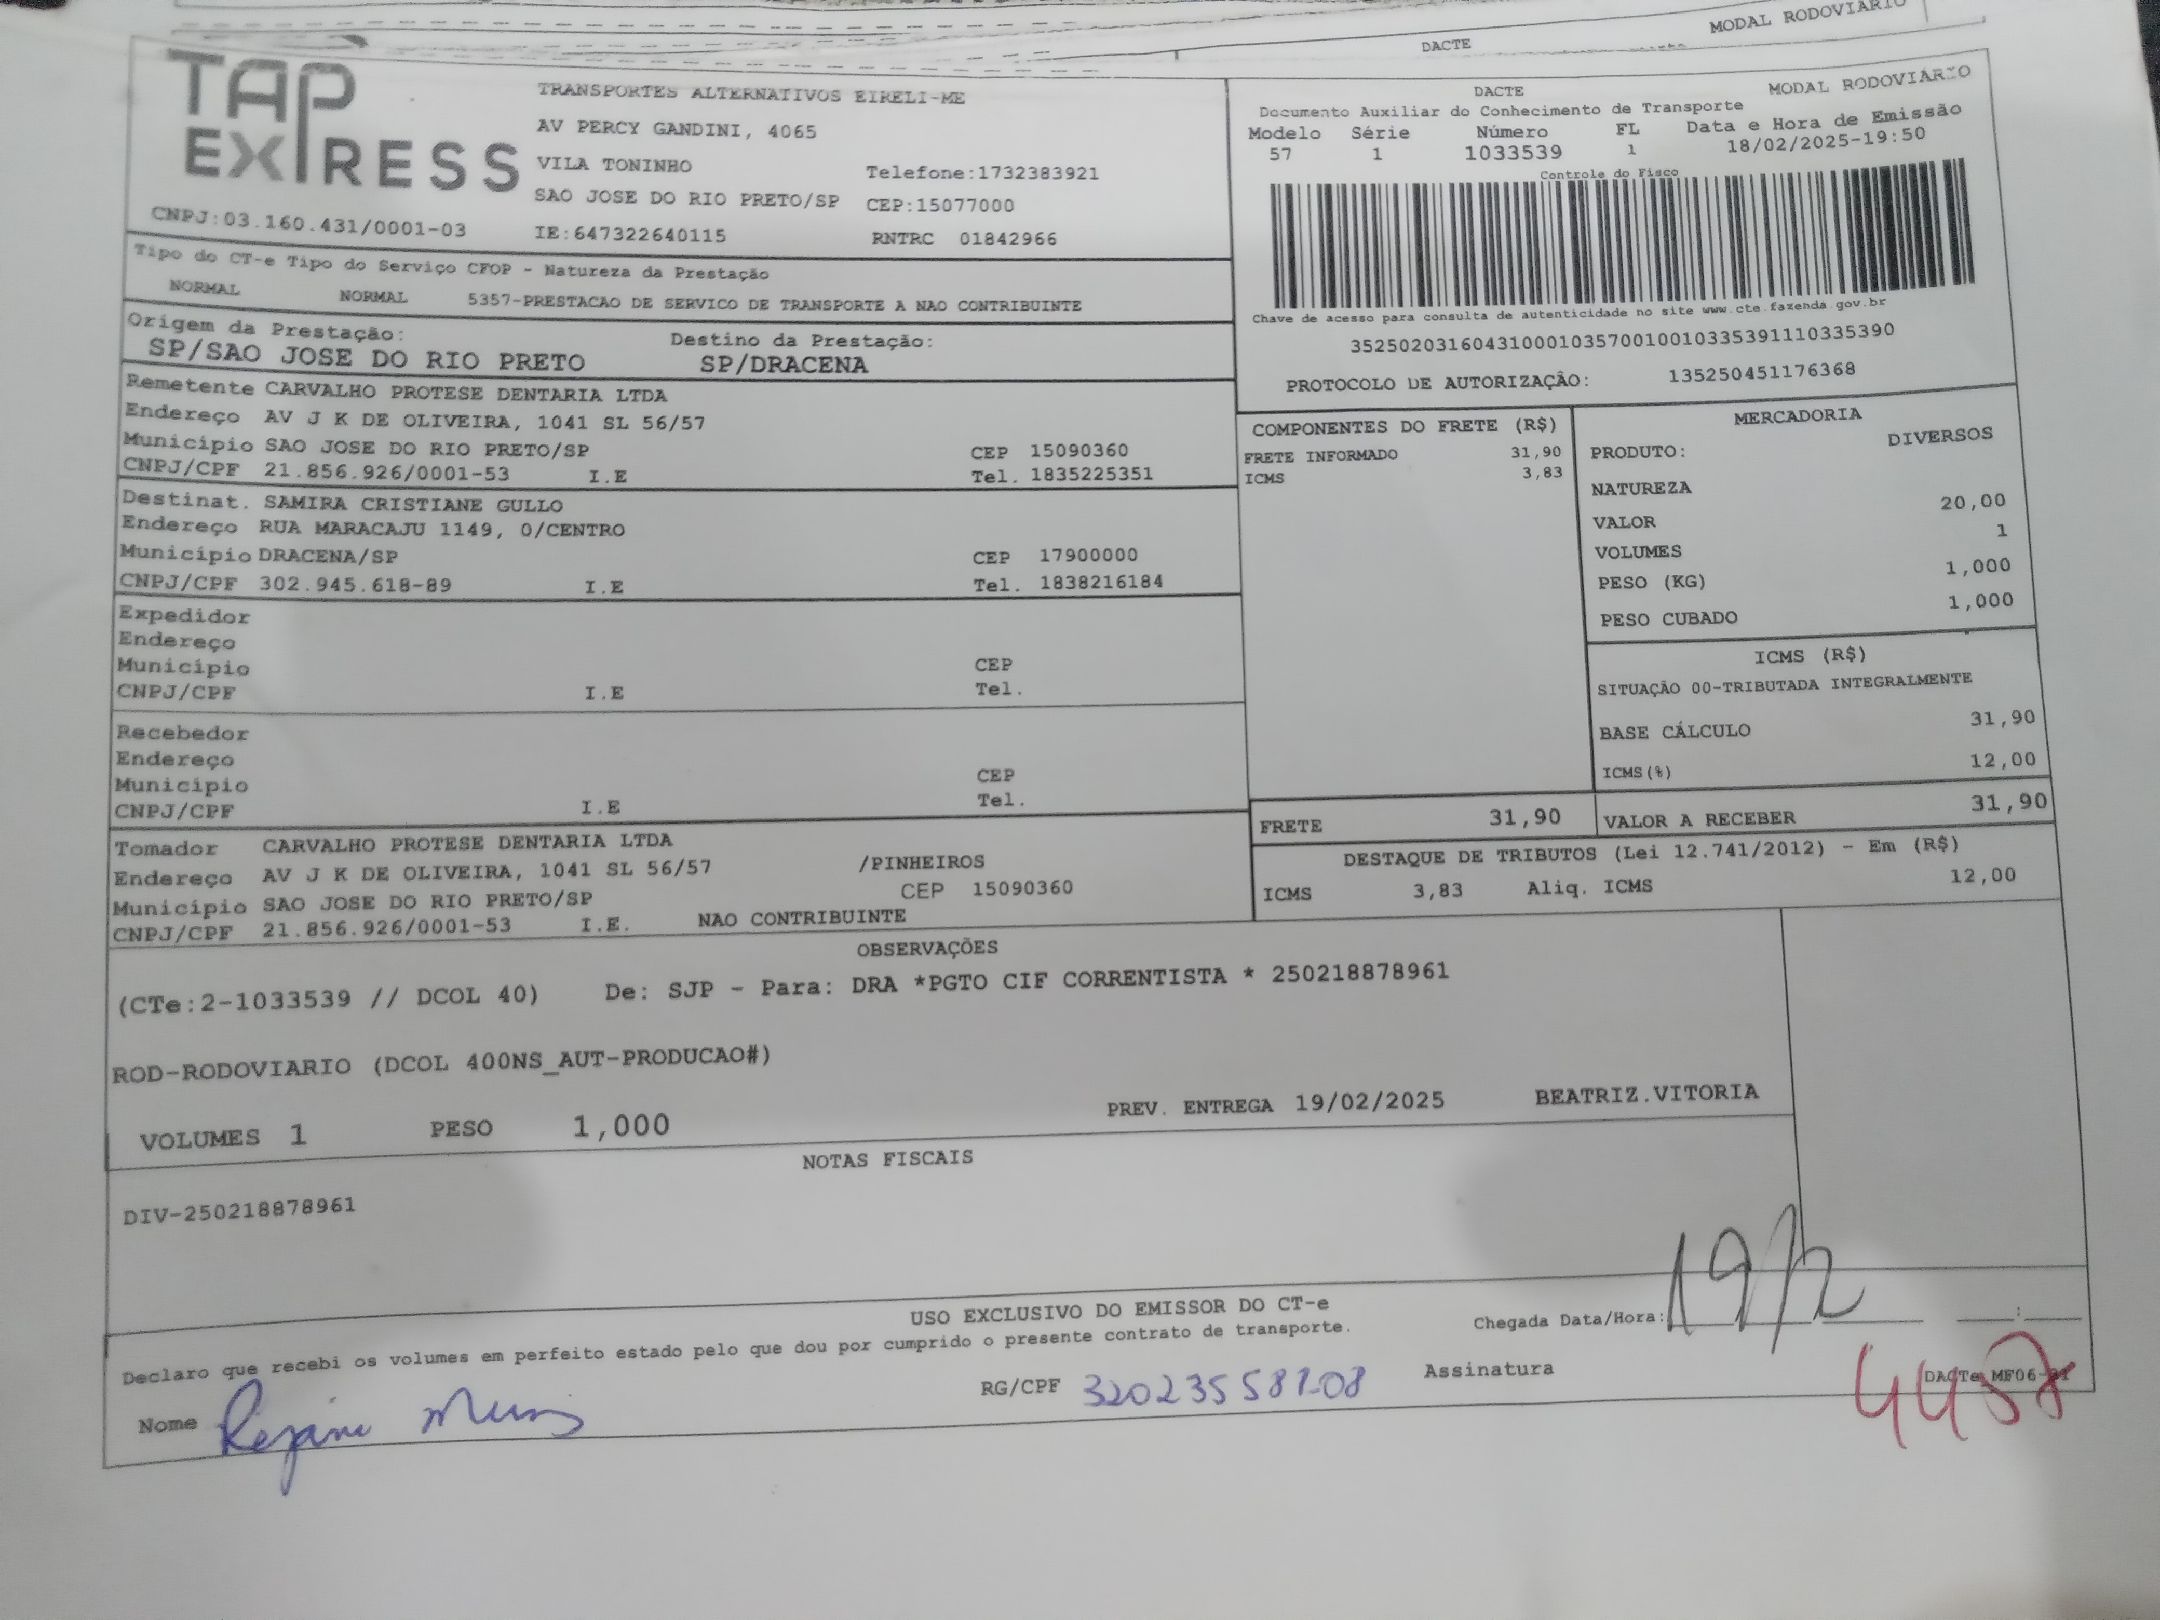 DACTE MODAL RODOVIARIO
TAP EXPRESS
TRANSPORTES ALTERNATIVOS EIRELI-ME
AV PERCY GANDINI, 4065
VILA TONINHO Telefone:1732383921
SAO JOSE DO RIO PRETO/SP CEP:15077000
CNPJ:03.160.431/0001-03 IE:647322640115 RNTRC 01842966
DACTE MODAL RODOVIARIO
Documento Auxiliar do Conhecimento de Transporte
Modelo Série Número FL Data e Hora de Emissão
57 1 1033539 1 18/02/2025-19:50
Controle do Fisco
Chave de acesso para consulta de autenticidade no site www.cte.fazenda.gov.br
35250203160431000103570010010335391110335390
PROTOCOLO DE AUTORIZAÇÃO: 135250451176368
Tipo do CT-e Tipo do Serviço CFOP - Natureza da Prestação
NORMAL NORMAL 5357-PRESTACAO DE SERVICO DE TRANSPORTE A NAO CONTRIBUINTE
Origem da Prestação: Destino da Prestação:
SP/SAO JOSE DO RIO PRETO SP/DRACENA
Remetente CARVALHO PROTESE DENTARIA LTDA
Endereço AV J K DE OLIVEIRA, 1041 SL 56/57
Município SAO JOSE DO RIO PRETO/SP CEP 15090360
CNPJ/CPF 21.856.926/0001-53 I.E Tel. 1835225351
Destinat. SAMIRA CRISTIANE GULLO
Endereço RUA MARACAJU 1149, 0/CENTRO
Município DRACENA/SP CEP 17900000
CNPJ/CPF 302.945.618-89 I.E Tel. 1838216184
Expedidor
Endereço
Município CEP
CNPJ/CPF I.E Tel.
Recebedor
Endereço
Município CEP
CNPJ/CPF I.E Tel.
Tomador CARVALHO PROTESE DENTARIA LTDA
Endereço AV J K DE OLIVEIRA, 1041 SL 56/57 /PINHEIROS
Município SAO JOSE DO RIO PRETO/SP CEP 15090360
CNPJ/CPF 21.856.926/0001-53 I.E. NAO CONTRIBUINTE
COMPONENTES DO FRETE (R$)
FRETE INFORMADO 31,90
ICMS 3,83
MERCADORIA
PRODUTO: DIVERSOS
NATUREZA
VALOR 20,00
VOLUMES 1
PESO (KG) 1,000
PESO CUBADO 1,000
ICMS (R$)
SITUAÇÃO 00-TRIBUTADA INTEGRALMENTE
BASE CÁLCULO 31,90
ICMS(%) 12,00
FRETE 31,90 VALOR A RECEBER 31,90
DESTAQUE DE TRIBUTOS (Lei 12.741/2012) - Em (R$)
ICMS 3,83 Aliq. ICMS 12,00
OBSERVAÇÕES
(CTe:2-1033539 // DCOL 40) De: SJP - Para: DRA *PGTO CIF CORRENTISTA * 250218878961
ROD-RODOVIARIO (DCOL 400NS_AUT-PRODUCAO#)
VOLUMES 1 PESO 1,000 PREV. ENTREGA 19/02/2025 BEATRIZ.VITORIA
NOTAS FISCAIS
DIV-250218878961
USO EXCLUSIVO DO EMISSOR DO CT-e
Declaro que recebi os volumes em perfeito estado pelo que dou por cumprido o presente contrato de transporte. Chegada Data/Hora: 19/2
Nome Rejane RG/CPF 320235581-08 Assinatura